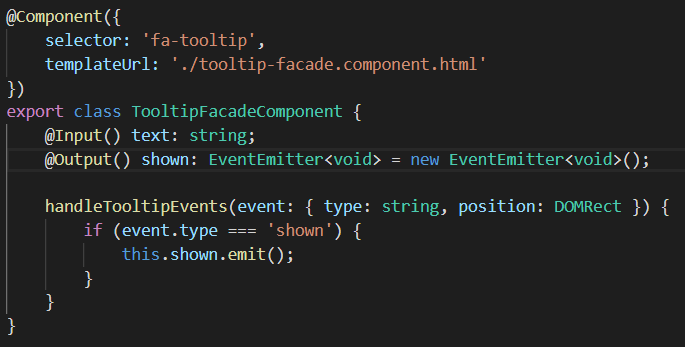 @Component({
    selector: 'fa-tooltip',
    templateUrl: './tooltip-facade.component.html'
})
export class TooltipFacadeComponent {
    @Input() text: string;
    @Output() shown: EventEmitter<void> = new EventEmitter<void>();

    handleTooltipEvents(event: { type: string, position: DOMRect }) {
        if (event.type === 'shown') {
            this.shown.emit();
        }
    }
}